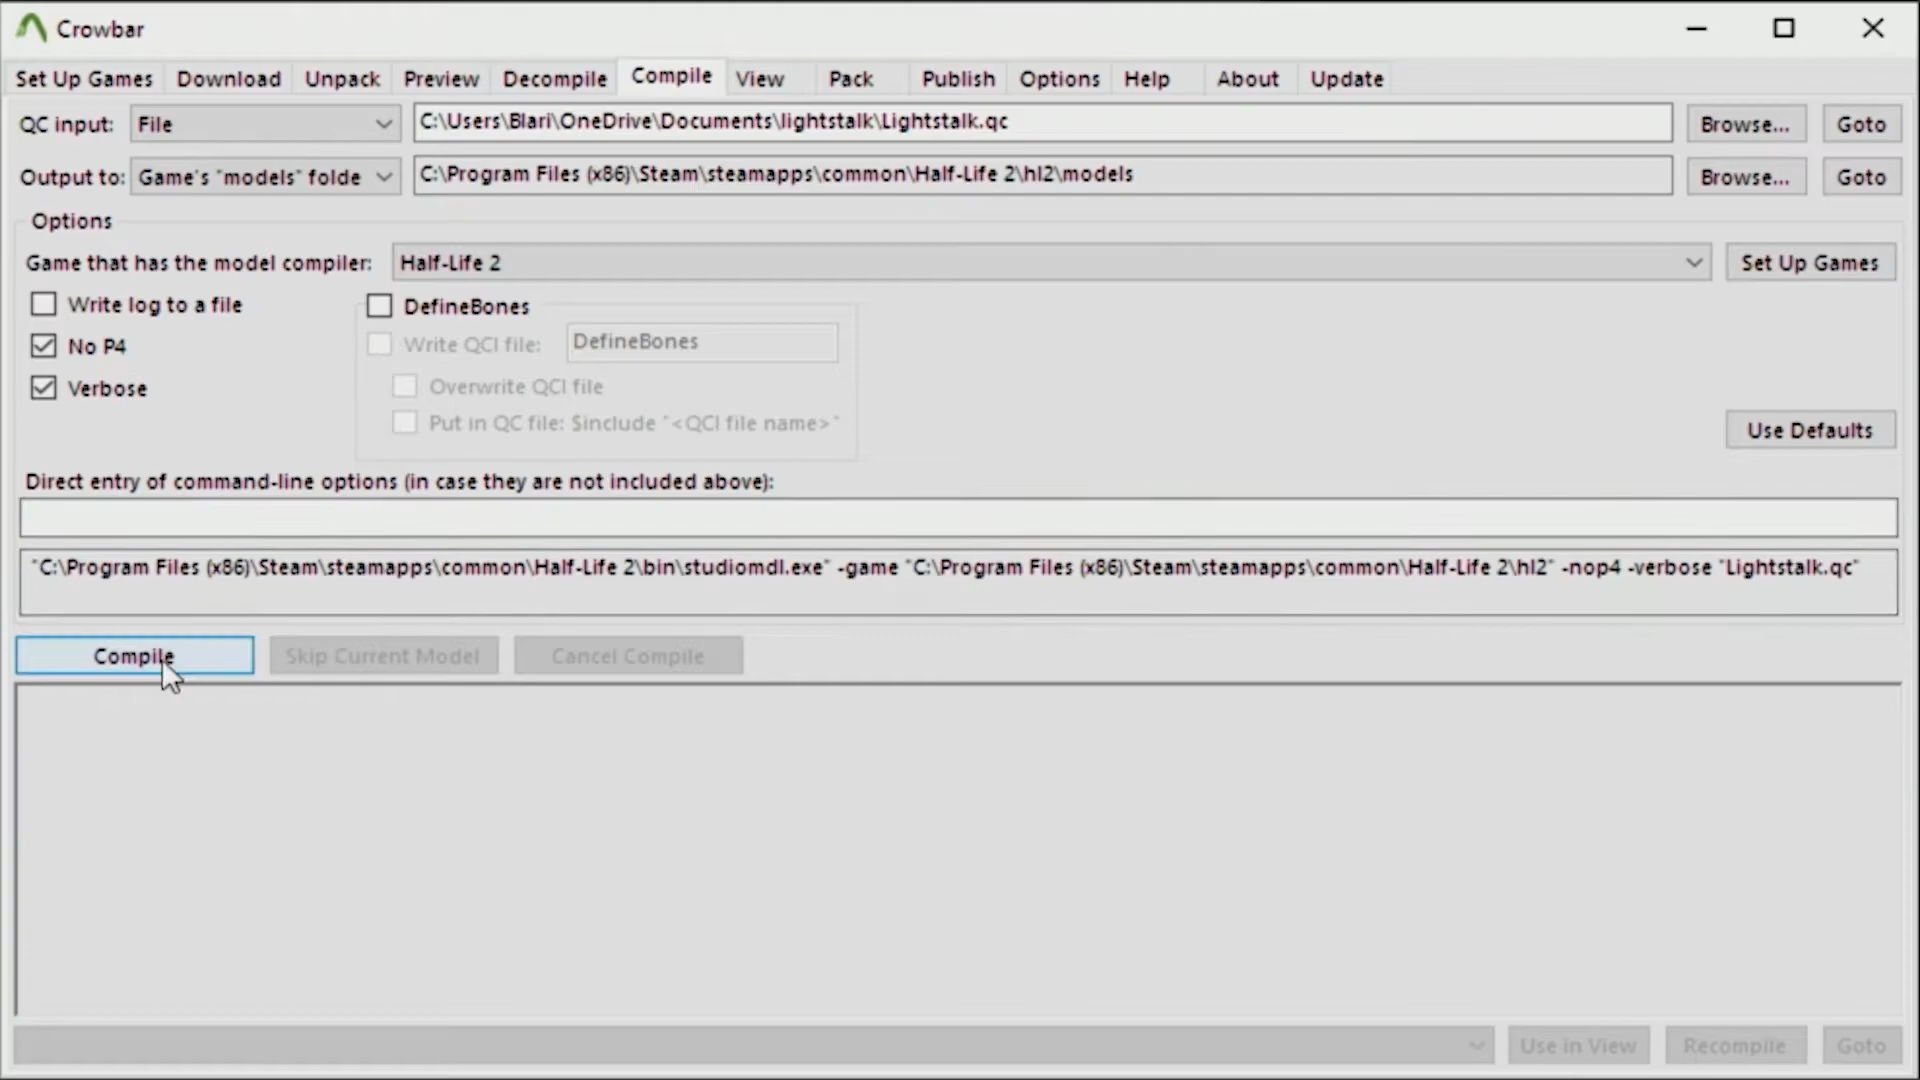 Crowbar
Set Up Games Download Unpack Preview Decompile Compile View Pack Publish Options Help About Update
QC input: File C:\Users\Blari\OneDrive\Documents\lightstalk\Lightstalk.qc Browse... Goto
Output to: Game's "models" folde C:\Program Files (x86)\Steam\steamapps\common\Half-Life 2\hl2\models Browse... Goto
Options
Game that has the model compiler: Half-Life 2 Set Up Games
Write log to a file DefineBones
No P4 Write QCI file: DefineBones
Verbose Overwrite QCI file
Put in QC file: $include "<QCI file name>"
Use Defaults
Direct entry of command-line options (in case they are not included above):
"C:\Program Files (x86)\Steam\steamapps\common\Half-Life 2\bin\studiomdl.exe" -game "C:\Program Files (x86)\Steam\steamapps\common\Half-Life 2\hl2" -nop4 -verbose "Lightstalk.qc"
Compile Skip Current Model Cancel Compile
Use in View Recompile Goto